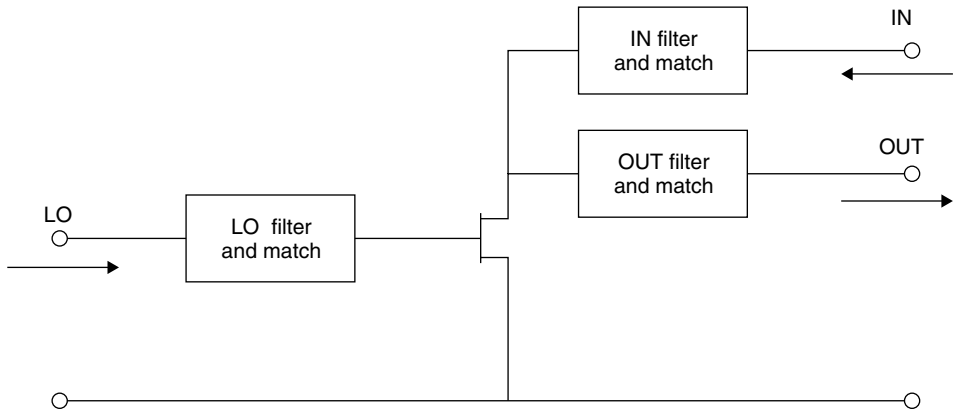 IN
IN filter
and match
OUT
OUT filter
and match
LO
LO filter
and match